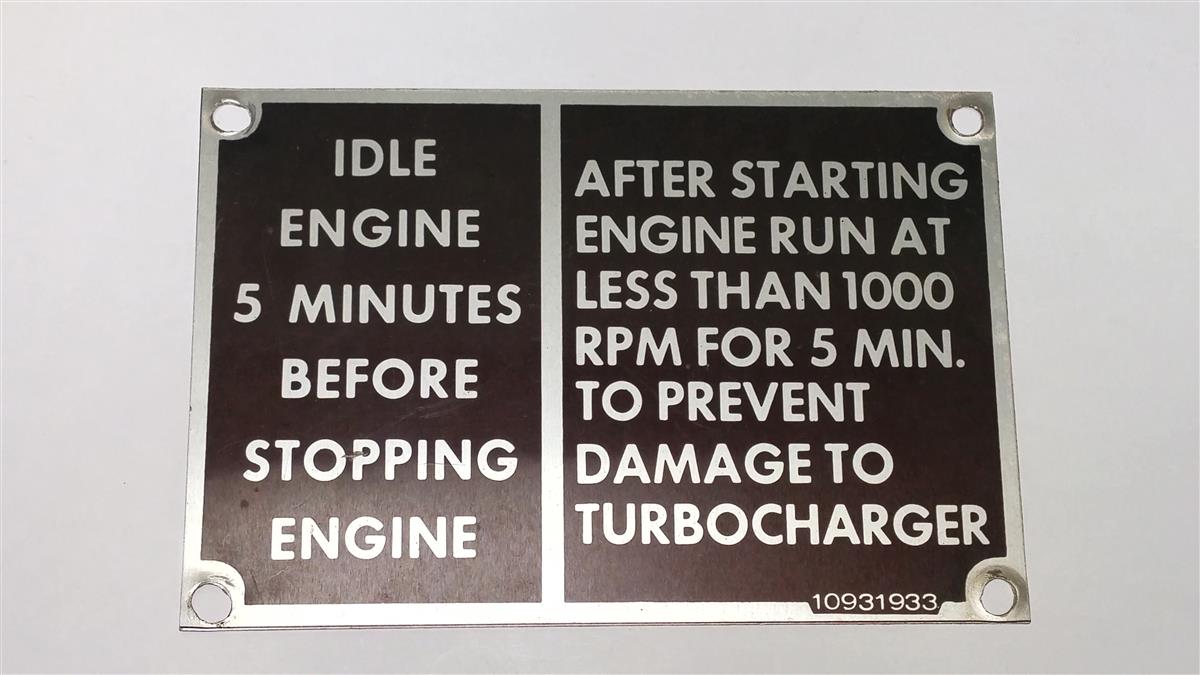 IDLE
ENGINE
5 MINUTES
BEFORE
STOPPING
ENGINE
AFTER STARTING
ENGINE RUN AT
LESS THAN 1000
RPM FOR 5 MIN.
TO PREVENT
DAMAGE TO
TURBOCHARGER
10931933